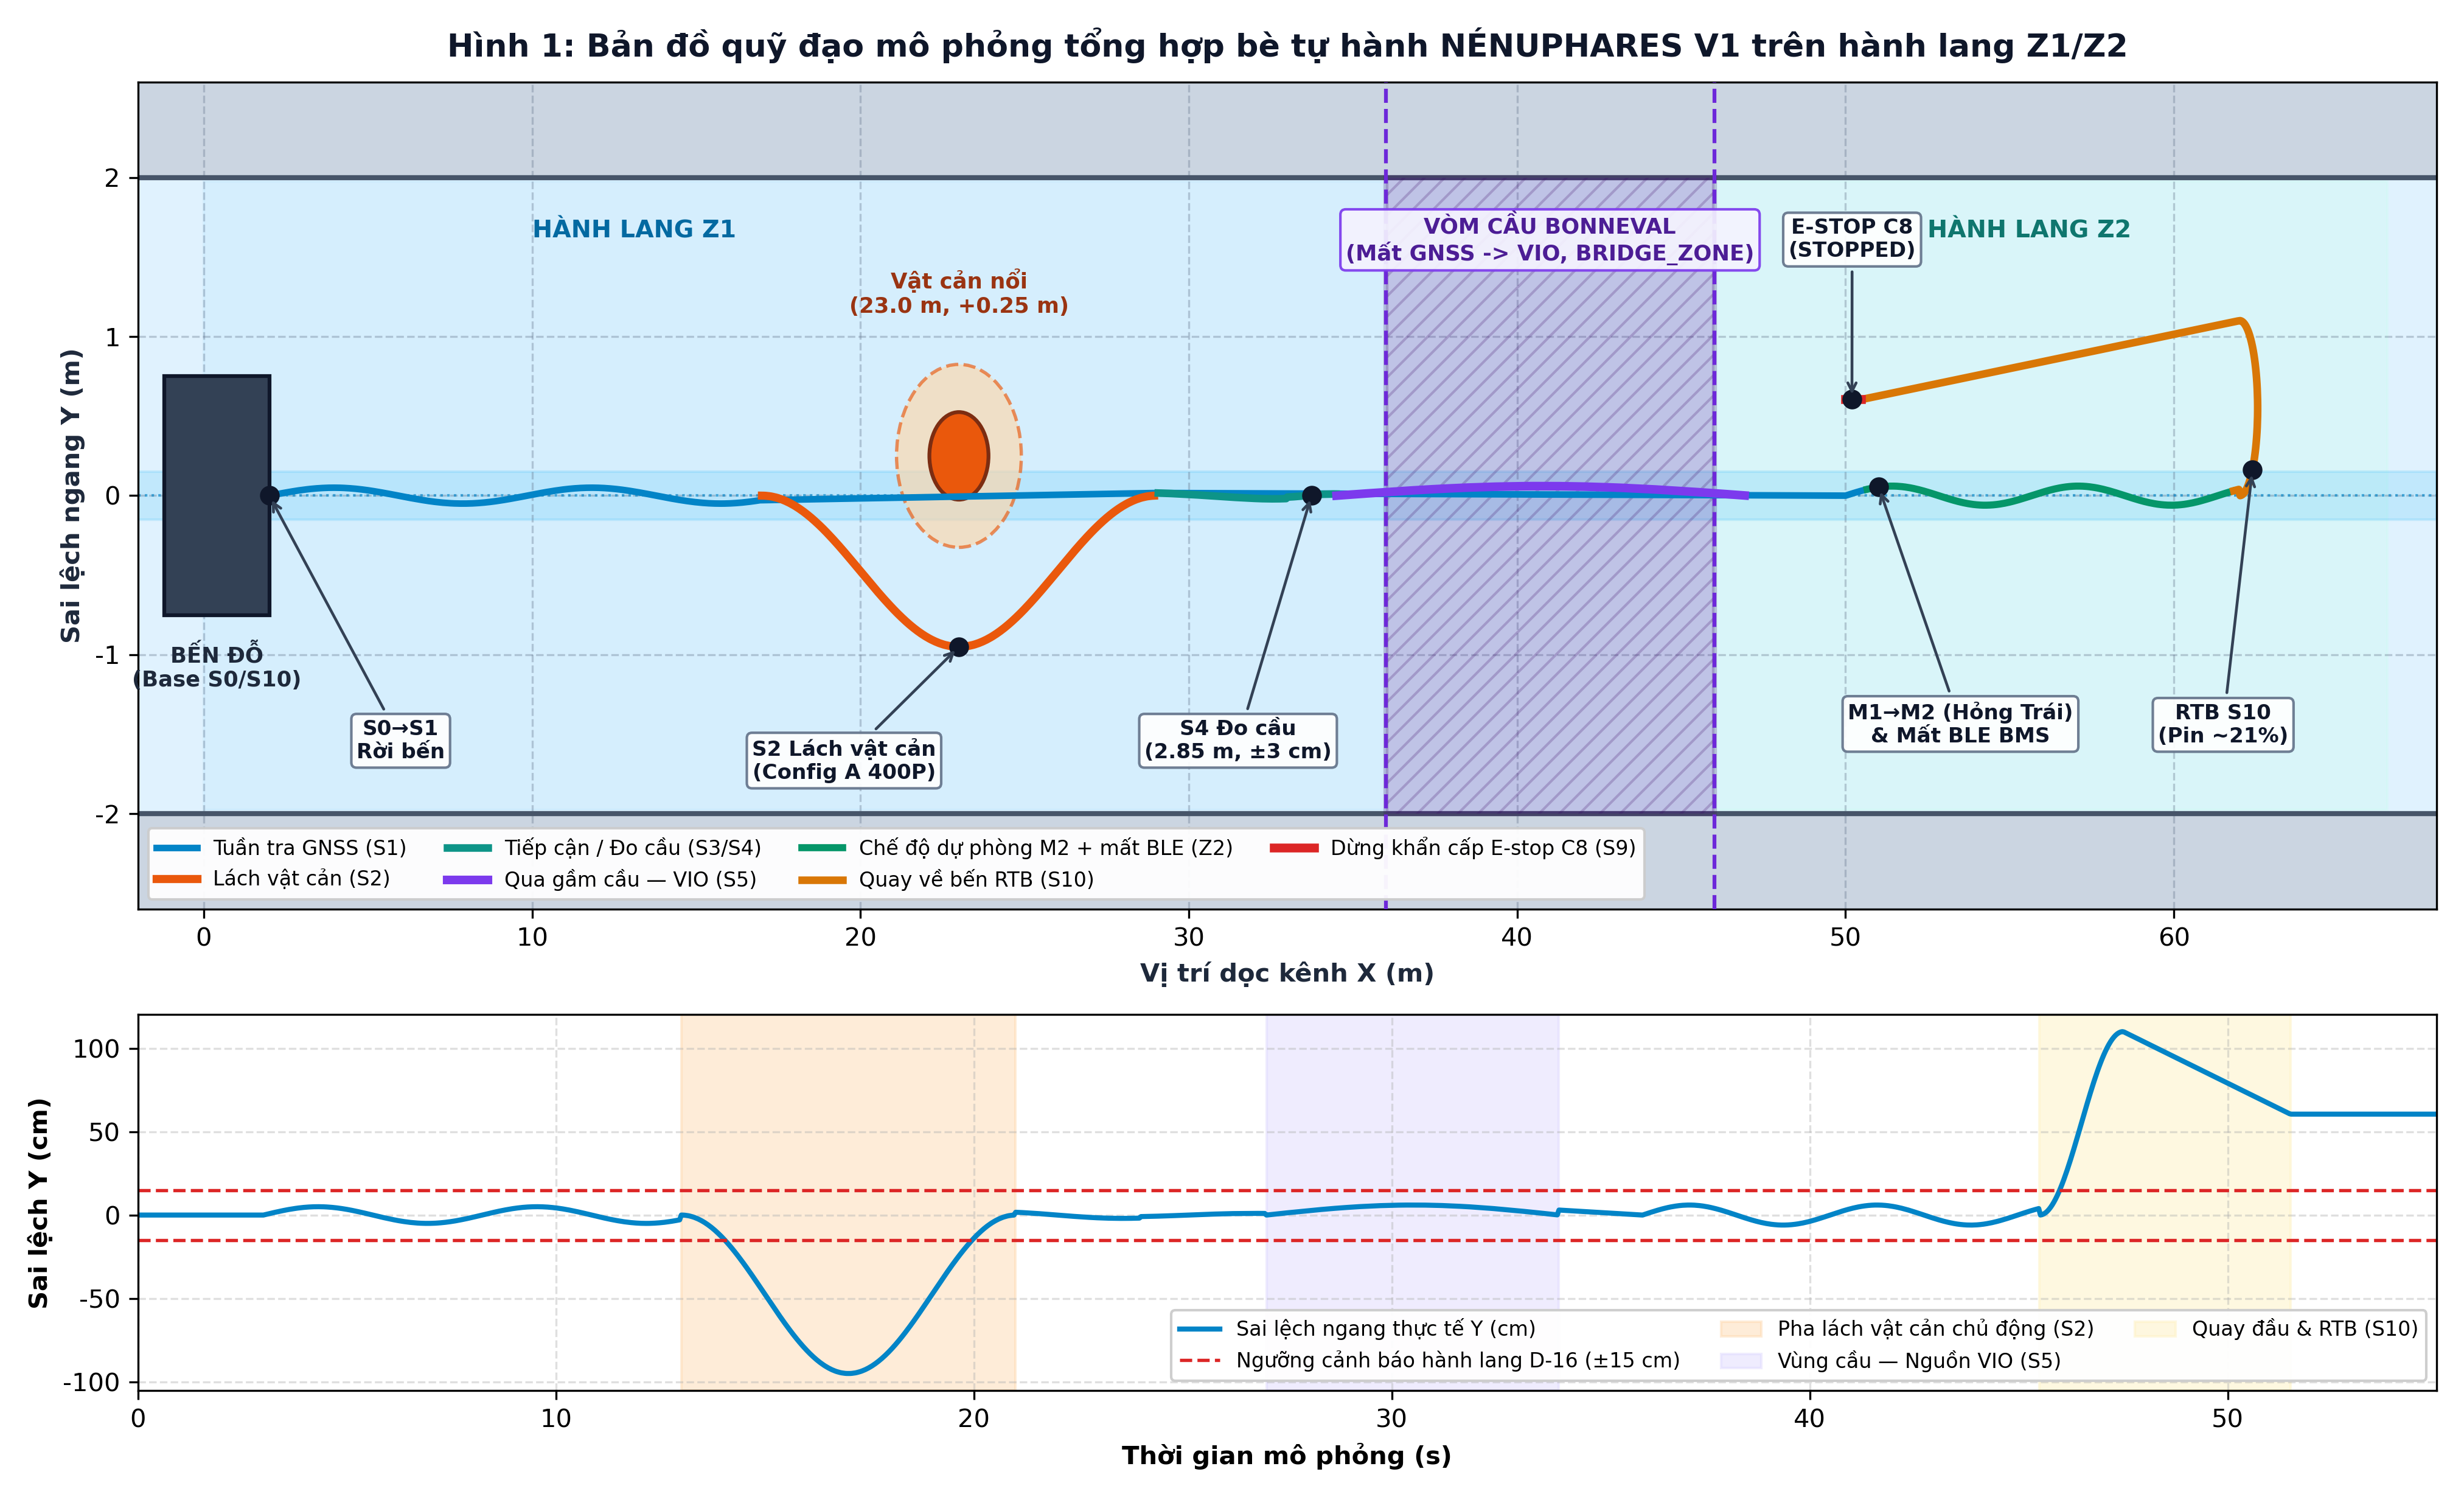 Hình 1: Bản đồ quỹ đạo mô phỏng tổng hợp bè tự hành NÉNUPHARES V1 trên hành lang Z1/Z2
Sai lệch ngang Y (m)
2
1
0
-1
-2
HÀNH LANG Z1
VÒM CẦU BONNEVAL
(Mất GNSS -> VIO, BRIDGE_ZONE)
E-STOP C8
(STOPPED)
HÀNH LANG Z2
Vật cản nổi
(23.0 m, +0.25 m)
BẾN ĐỖ
(Base S0/S10)
S0→S1
Rời bến
S2 Lách vật cản
(Config A 400P)
S4 Đo cầu
(2.85 m, ±3 cm)
M1→M2 (Hỏng Trái)
& Mất BLE BMS
RTB S10
(Pin ~21%)
Tuần tra GNSS (S1)
Lách vật cản (S2)
Tiếp cận / Đo cầu (S3/S4)
Qua gầm cầu — VIO (S5)
Chế độ dự phòng M2 + mất BLE (Z2)
Quay về bến RTB (S10)
Dừng khẩn cấp E-stop C8 (S9)
0 10 20 30 40 50 60
Vị trí dọc kênh X (m)
Sai lệch Y (cm)
100
50
0
-50
-100
Sai lệch ngang thực tế Y (cm)
Ngưỡng cảnh báo hành lang D-16 (±15 cm)
Pha lách vật cản chủ động (S2)
Vùng cầu — Nguồn VIO (S5)
Quay đầu & RTB (S10)
0 10 20 30 40 50
Thời gian mô phỏng (s)